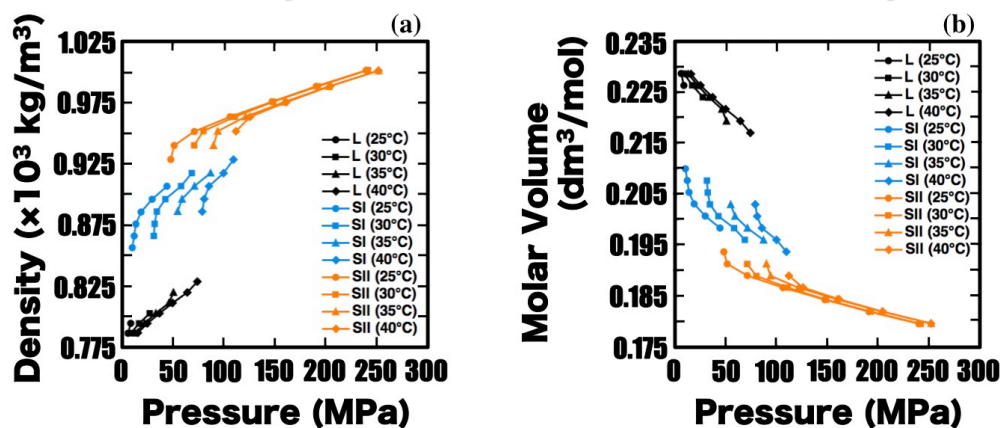 (a)
Density (×10³ kg/m³)
1.025
0.975
0.925
0.875
0.825
0.775
L (25°C)
L (30°C)
L (35°C)
L (40°C)
SI (25°C)
SI (30°C)
SI (35°C)
SI (40°C)
SII (25°C)
SII (30°C)
SII (35°C)
SII (40°C)
0 50 100 150 200 250 300
Pressure (MPa)
(b)
Molar Volume
(dm³/mol)
0.235
0.225
0.215
0.205
0.195
0.185
0.175
L (25°C)
L (30°C)
L (35°C)
L (40°C)
SI (25°C)
SI (30°C)
SI (35°C)
SI (40°C)
SII (25°C)
SII (30°C)
SII (35°C)
SII (40°C)
0 50 100 150 200 250 300
Pressure (MPa)